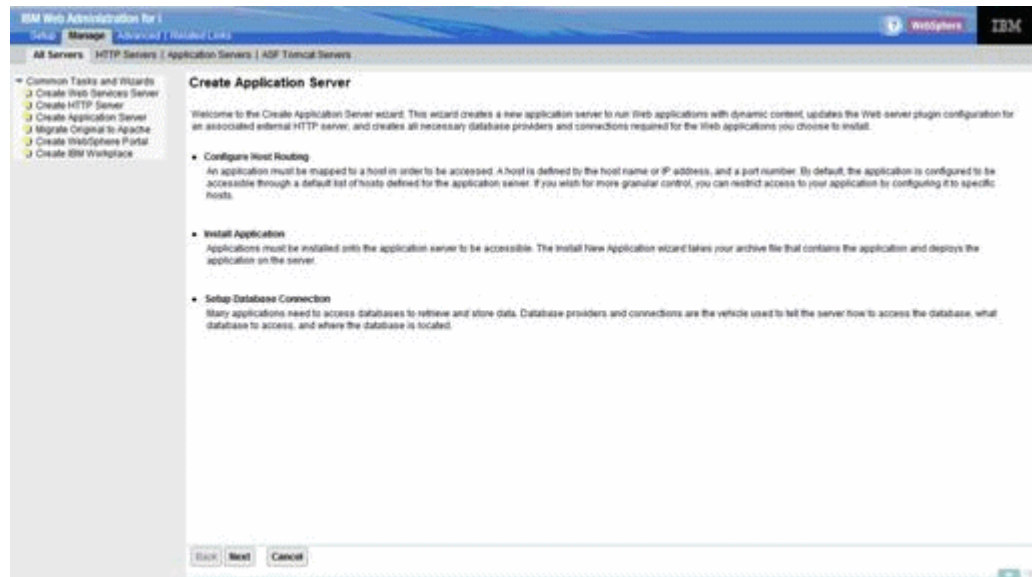 IBM Web Administration for i
WebSphere
IBM
Setup Manage Advanced | Related Links
All Servers HTTP Servers | Application Servers | ASF Tomcat Servers
Common Tasks and Wizards
Create Web Services Server
Create HTTP Server
Create Application Server
Migrate Original to Apache
Create WebSphere Portal
Create IBM Workplace
Create Application Server
Welcome to the Create Application Server wizard. This wizard creates a new application server to run Web applications with dynamic content, updates the Web server plugin configuration for
an associated external HTTP server, and creates all necessary database providers and connections required for the Web applications you choose to install.
• Configure Host Routing
An application must be mapped to a host in order to be accessed. A host is defined by the host name or IP address, and a port number. By default, the application is configured to be
accessible through a default list of hosts defined for the application server. If you wish for more granular control, you can restrict access to your application by configuring it to specific
hosts.
• Install Application
Applications must be installed onto the application server to be accessible. The Install New Application wizard takes your archive file that contains the application and deploys the
application on the server.
• Setup Database Connection
Many applications need to access databases to retrieve and store data. Database providers and connections are the vehicle used to tell the server how to access the database, what
database to access, and where the database is located.
Back Next Cancel